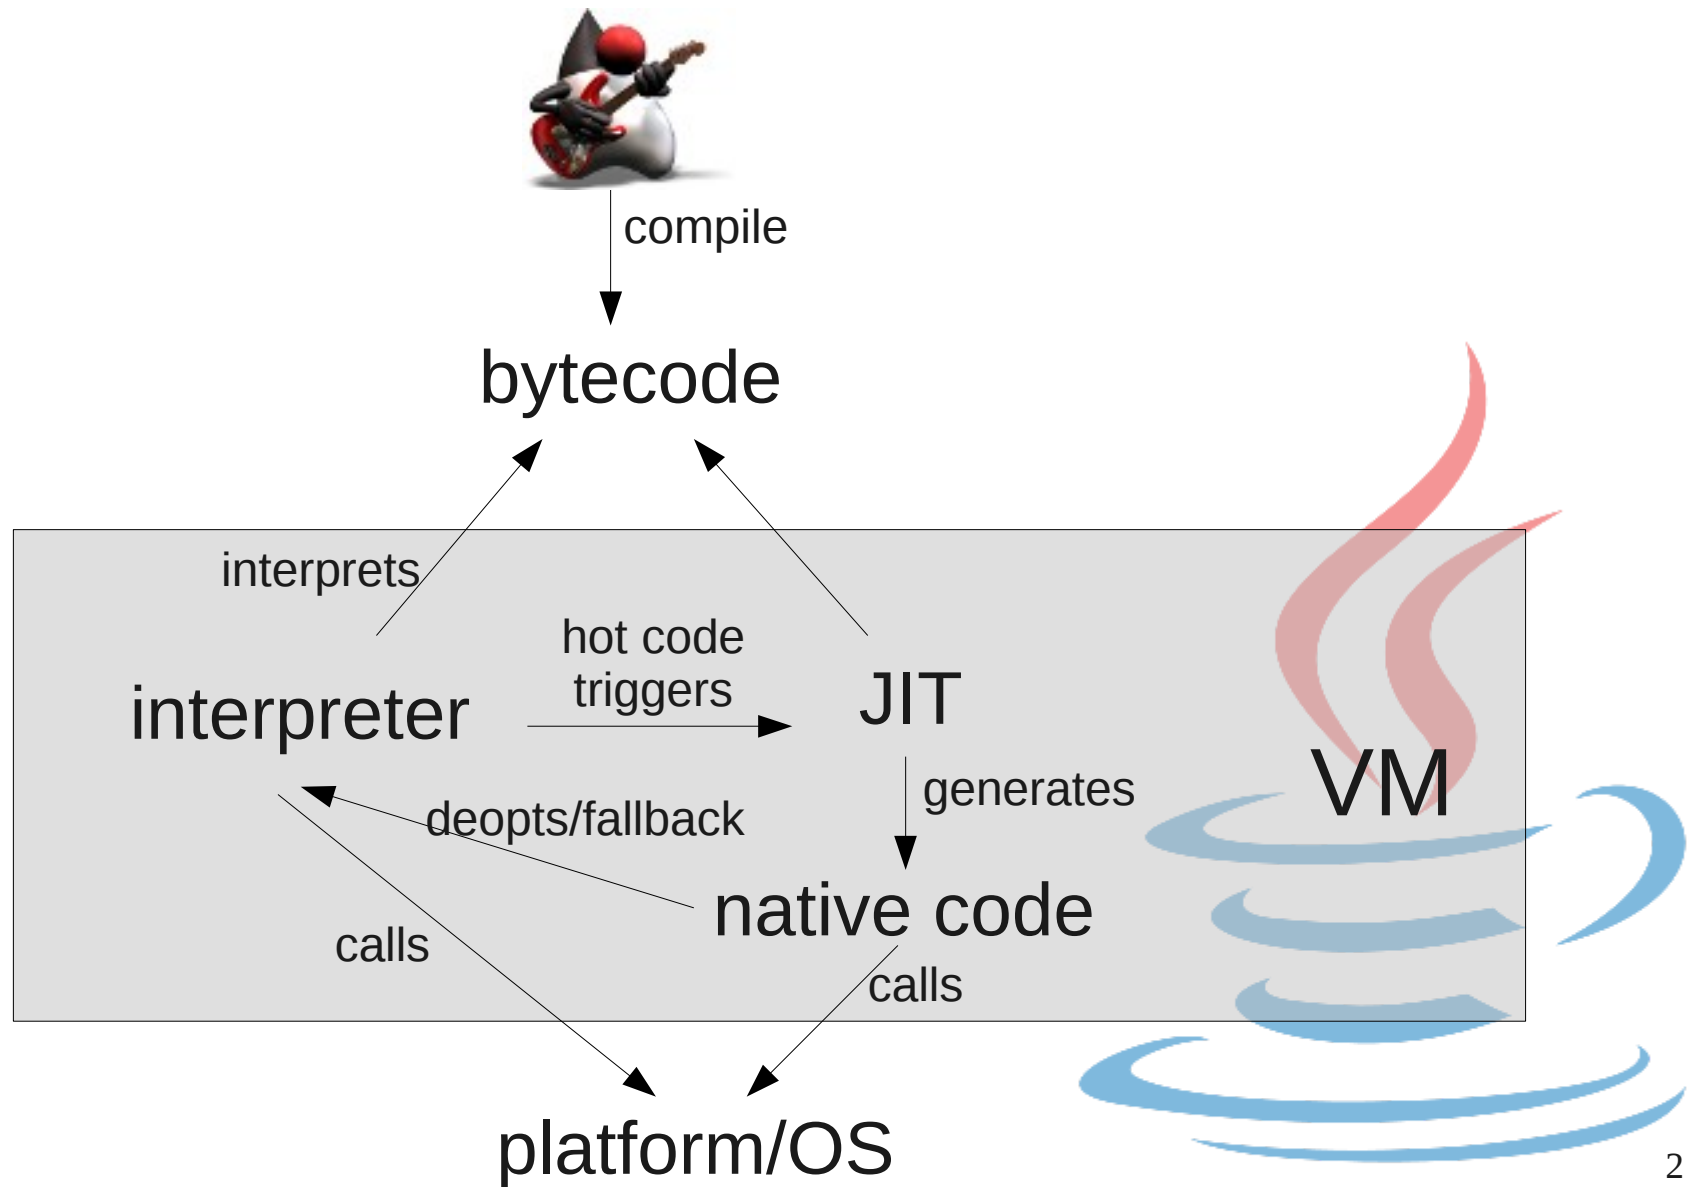 compile
bytecode
interprets
hot code
triggers
interpreter
JIT
VM
generates
deopts/fallback
native code
calls
calls
platform/OS
2